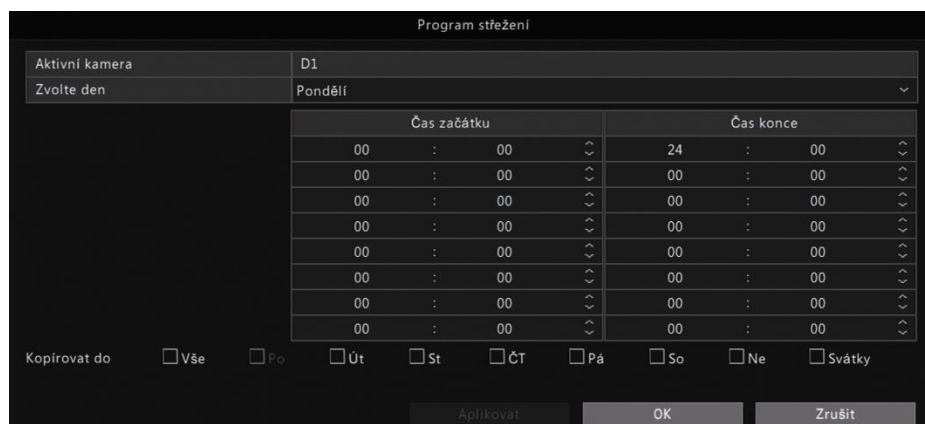 Program střežení
Aktivní kamera D1
Zvolte den Pondělí
Čas začátku Čas konce
00 : 00 24 : 00
00 : 00 00 : 00
00 : 00 00 : 00
00 : 00 00 : 00
00 : 00 00 : 00
00 : 00 00 : 00
00 : 00 00 : 00
00 : 00 00 : 00
Kopírovat do Vše Po Út St ČT Pá So Ne Svátky
Aplikovat OK Zrušit